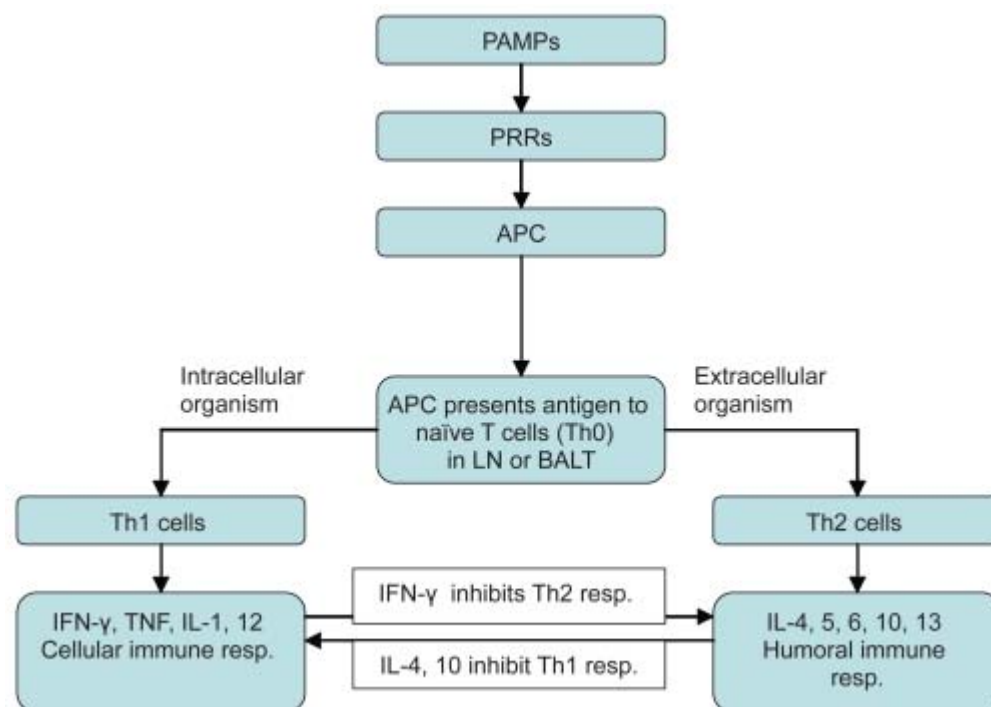 PAMPs
PRRs
APC
Intracellular
organism
APC presents antigen to
naïve T cells (Th0)
in LN or BALT
Extracellular
organism
Th1 cells
Th2 cells
IFN-γ, TNF, IL-1, 12
Cellular immune resp.
IFN-γ inhibits Th2 resp.
IL-4, 10 inhibit Th1 resp.
IL-4, 5, 6, 10, 13
Humoral immune
resp.